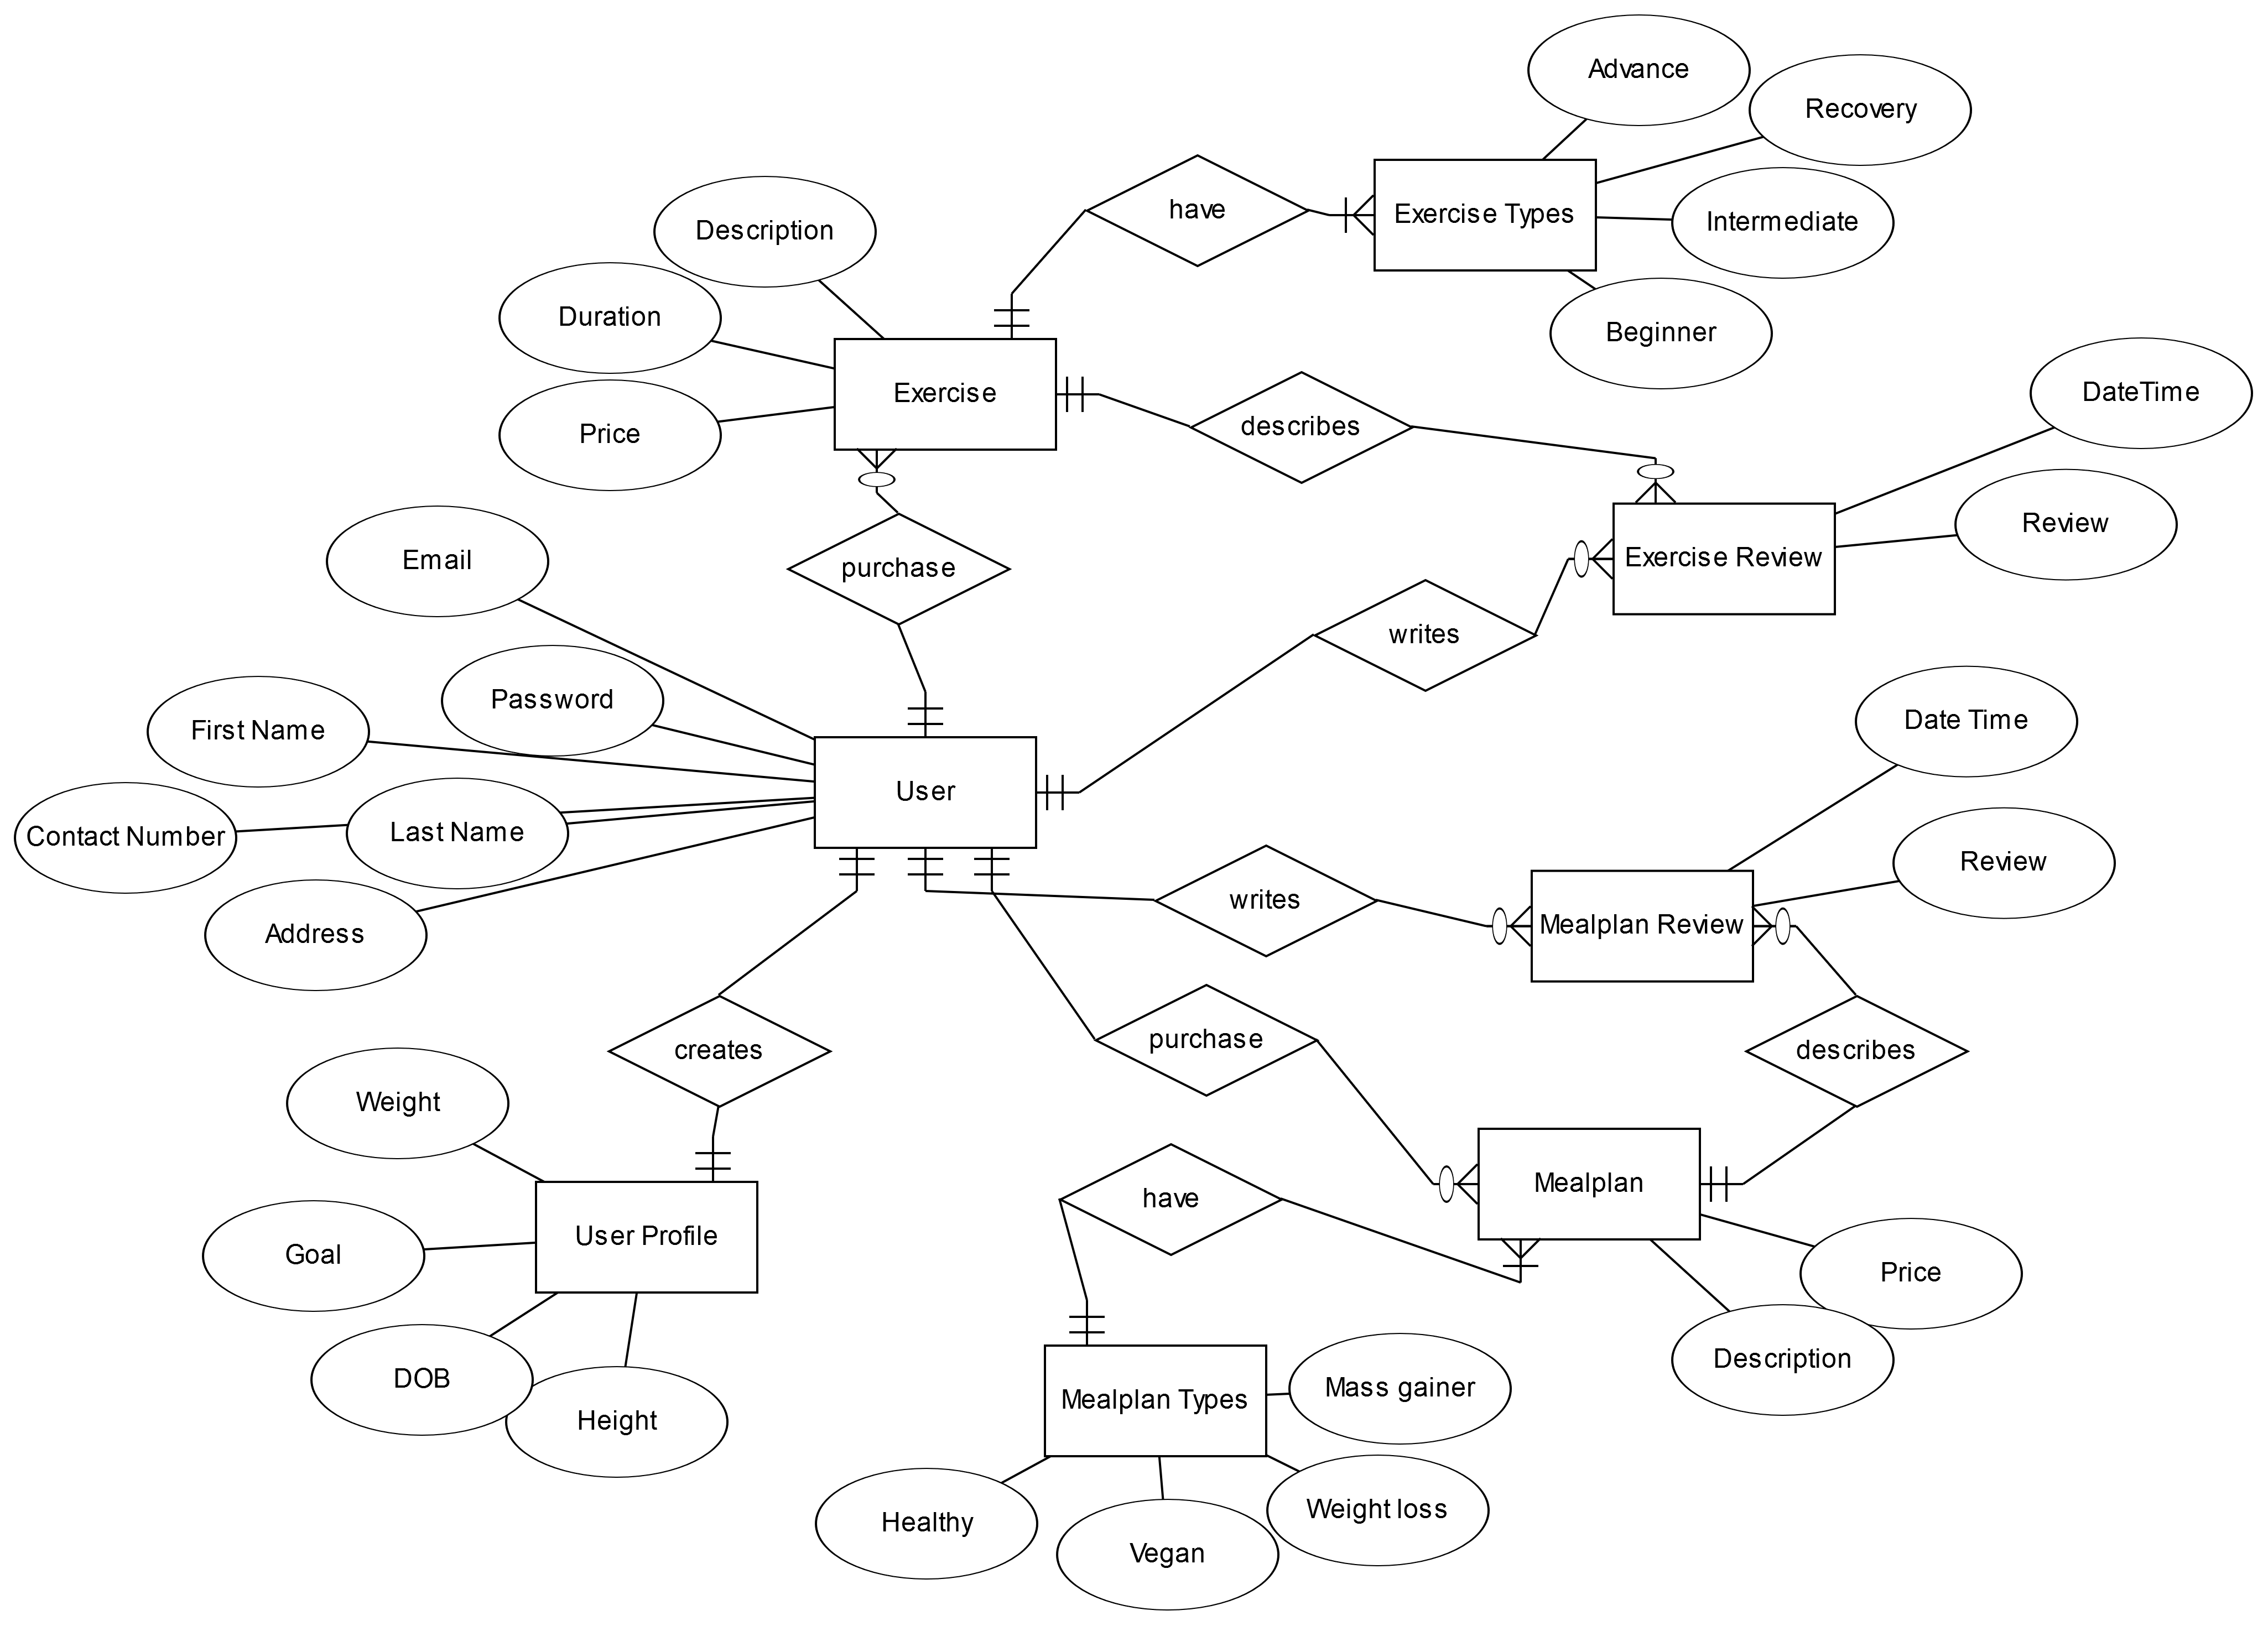 Advance
Recovery
have
Exercise Types
Intermediate
Description
Duration
Beginner
Exercise
DateTime
Price
describes
Review
Email
purchase
Exercise Review
writes
Password
First Name
Date Time
User
Contact Number
Last Name
Review
Address
writes
Mealplan Review
creates
purchase
describes
Weight
Mealplan
have
User Profile
Goal
Price
Description
DOB
Mass gainer
Mealplan Types
Height
Weight loss
Healthy
Vegan